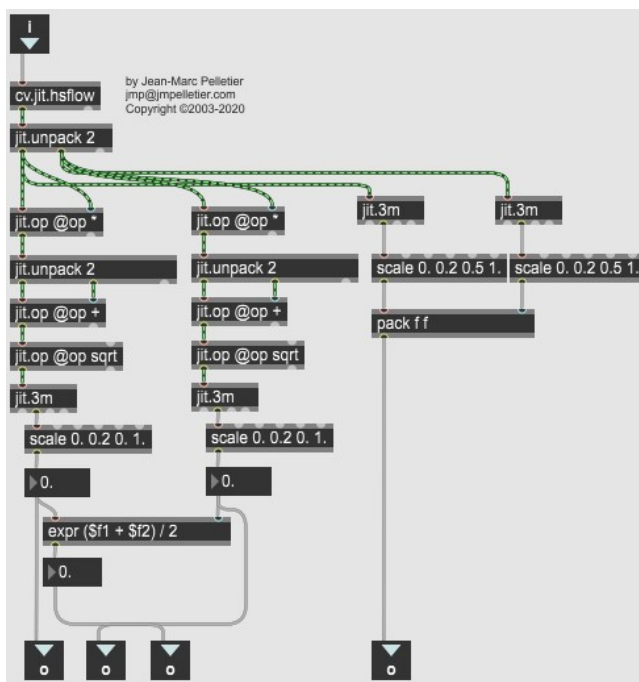 i
by Jean-Marc Pelletier
jmp@jmpelletier.com
Copyright ©2003-2020
cv.jit.hsflow
jit.unpack 2
jit.op @op *
jit.op @op *
jit.3m
jit.3m
jit.unpack 2
jit.unpack 2
scale 0. 0.2 0.5 1.
scale 0. 0.2 0.5 1.
jit.op @op +
jit.op @op +
pack f f
jit.op @op sqrt
jit.op @op sqrt
jit.3m
jit.3m
scale 0. 0.2 0. 1.
scale 0. 0.2 0. 1.
0.
0.
expr ($f1 + $f2) / 2
0.
o
o
o
o